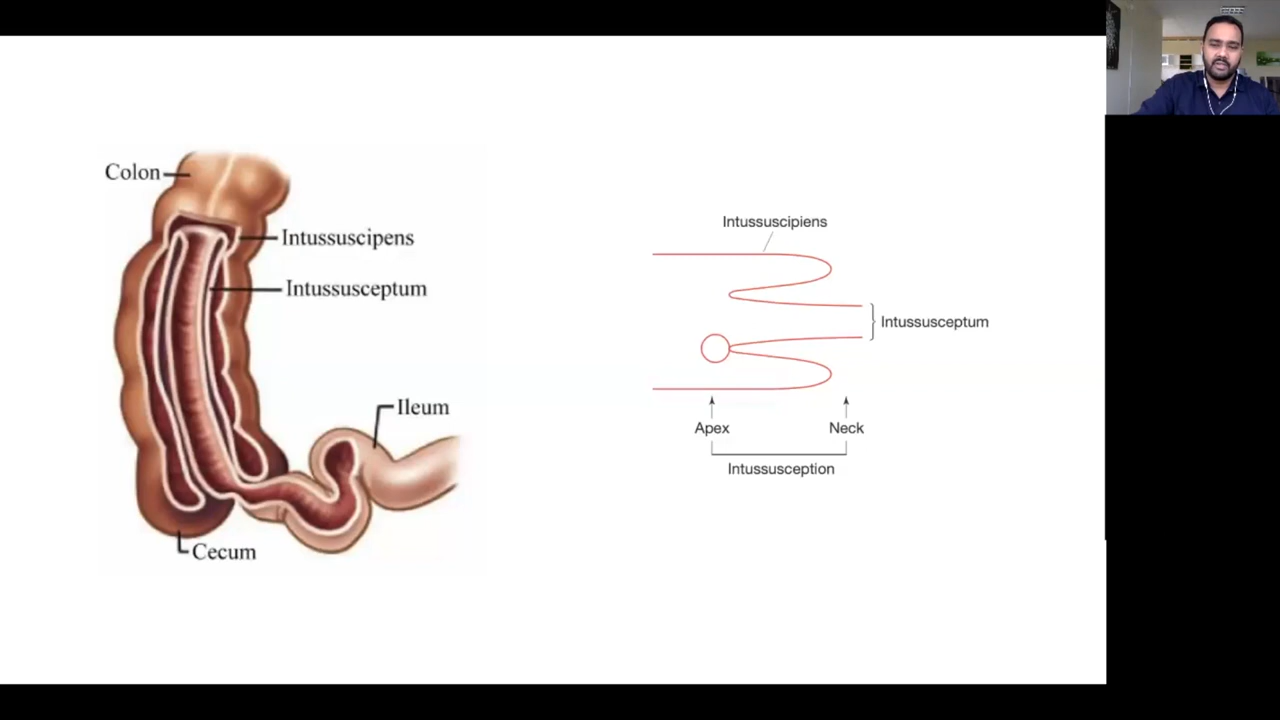 Colon
Intussuscipens
Intussusceptum
Ileum
Cecum
Intussuscipiens
Intussusceptum
Apex
Neck
Intussusception